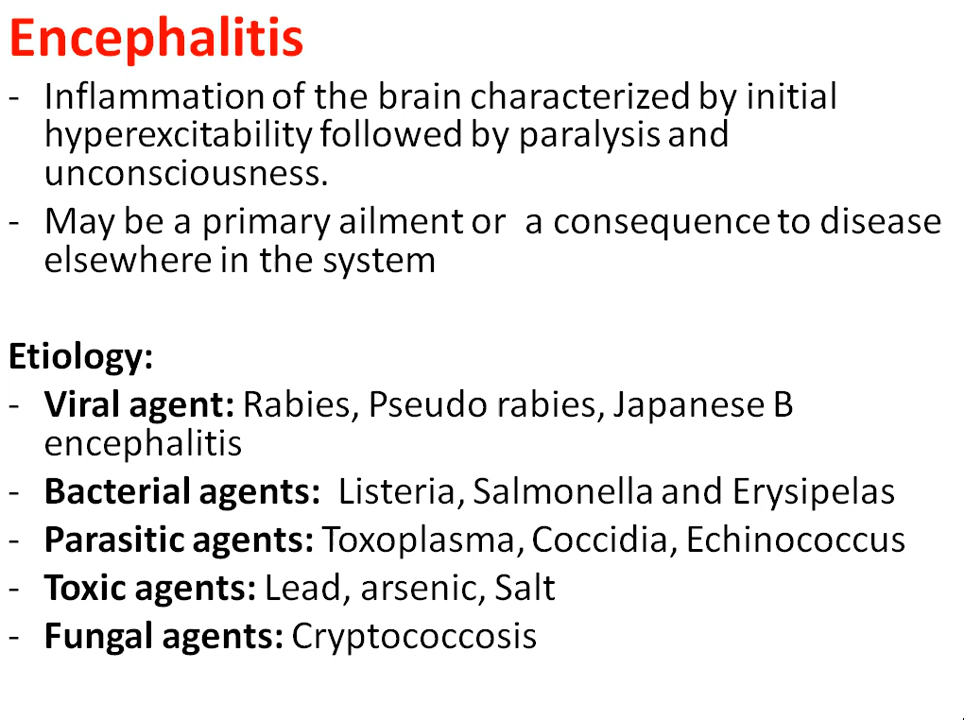 Encephalitis
- Inflammation of the brain characterized by initial
hyperexcitability followed by paralysis and
unconsciousness.
- May be a primary ailment or  a consequence to disease
elsewhere in the system
Etiology:
- Viral agent: Rabies, Pseudo rabies, Japanese B
encephalitis
- Bacterial agents:  Listeria, Salmonella and Erysipelas
- Parasitic agents: Toxoplasma, Coccidia, Echinococcus
- Toxic agents: Lead, arsenic, Salt
- Fungal agents: Cryptococcosis